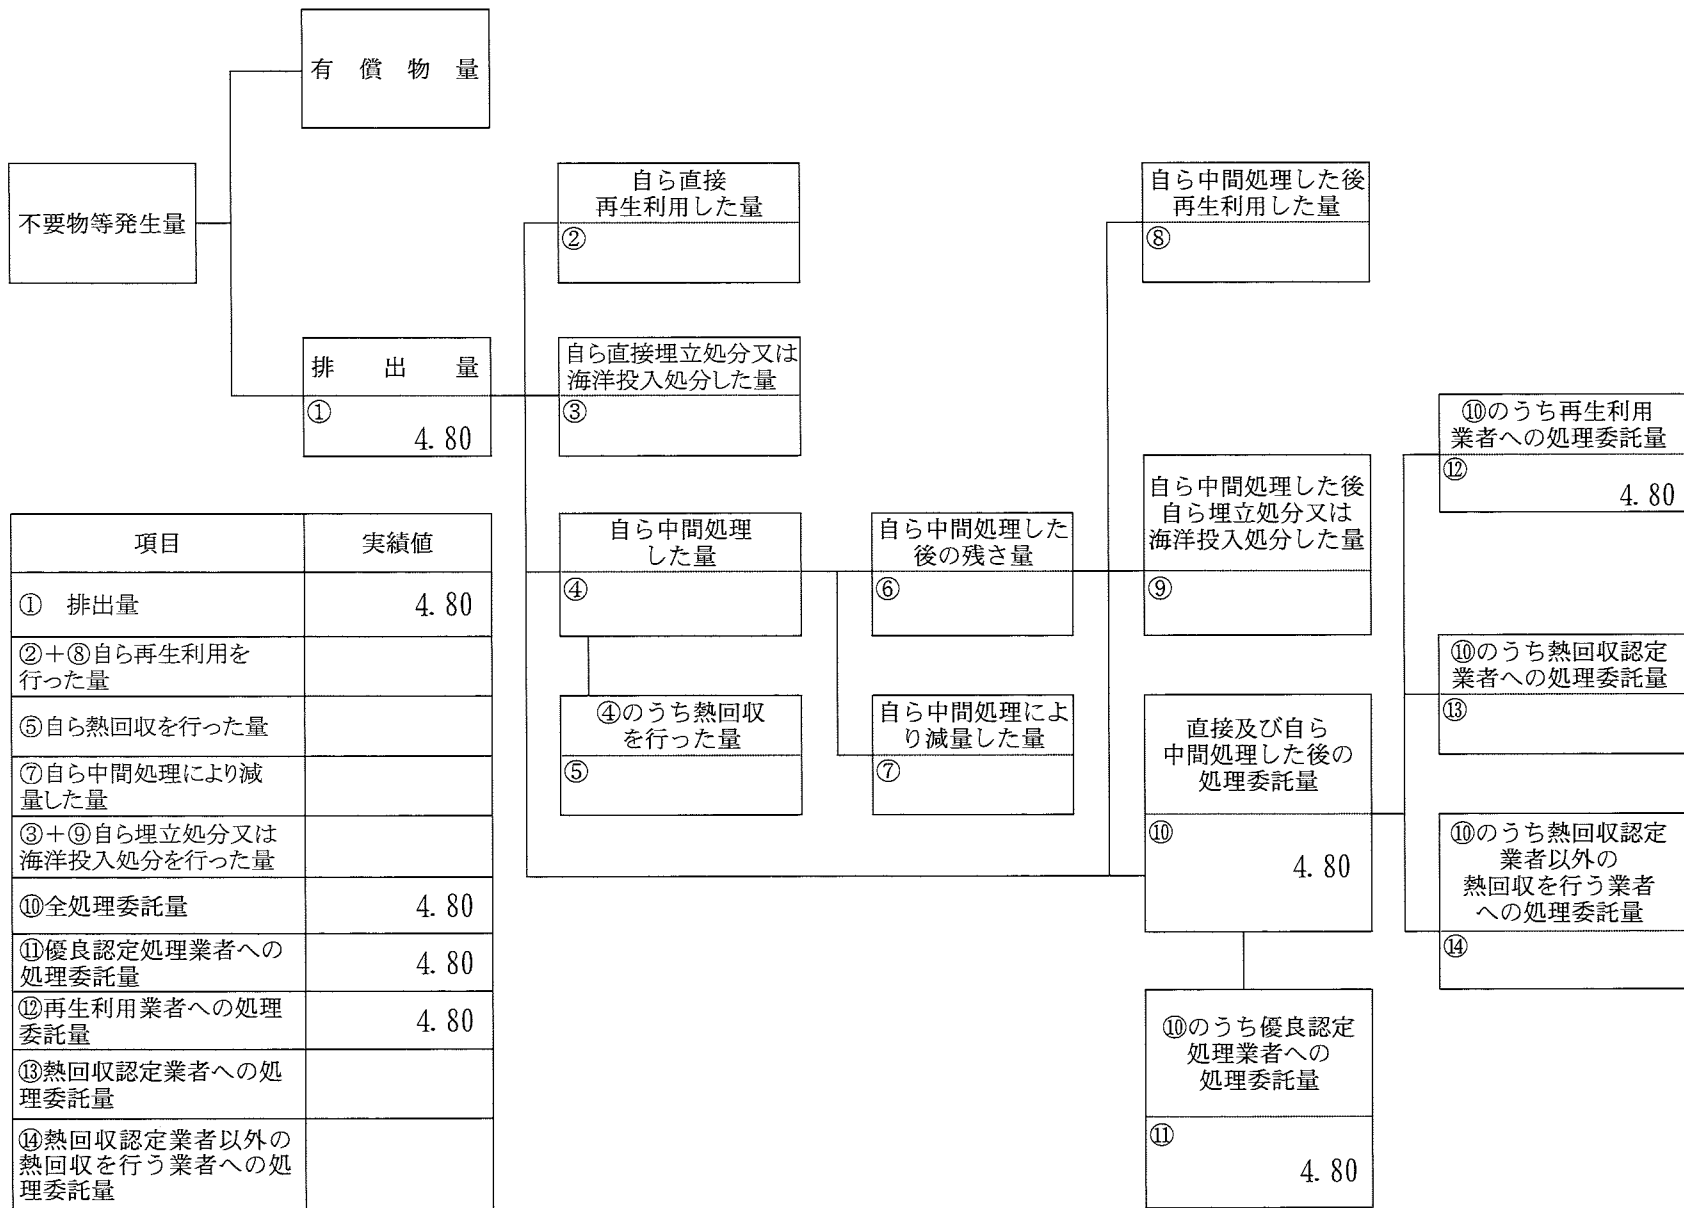 有償物量
不要物等発生量
排出量
①
4.80
自ら直接
再生利用した量
②
自ら直接埋立処分又は
海洋投入処分した量
③
自ら中間処理
した量
④
④のうち熱回収
を行った量
⑤
自ら中間処理した
後の残さ量
⑥
自ら中間処理によ
り減量した量
⑦
自ら中間処理した後
再生利用した量
⑧
自ら中間処理した後
自ら埋立処分又は
海洋投入処分した量
⑨
直接及び自ら
中間処理した後の
処理委託量
⑩
4.80
⑩のうち優良認定
処理業者への
処理委託量
⑪
4.80
⑩のうち再生利用
業者への処理委託量
⑫
4.80
⑩のうち熱回収認定
業者への処理委託量
⑬
⑩のうち熱回収認定
業者以外の
熱回収を行う業者
への処理委託量
⑭
項目 実績値
① 排出量 4.80
②+⑧自ら再生利用を
行った量
⑤自ら熱回収を行った量
⑦自ら中間処理により減
量した量
③+⑨自ら埋立処分又は
海洋投入処分を行った量
⑩全処理委託量 4.80
⑪優良認定処理業者への
処理委託量 4.80
⑫再生利用業者への処理
委託量 4.80
⑬熱回収認定業者への処
理委託量
⑭熱回収認定業者以外の
熱回収を行う業者への処
理委託量